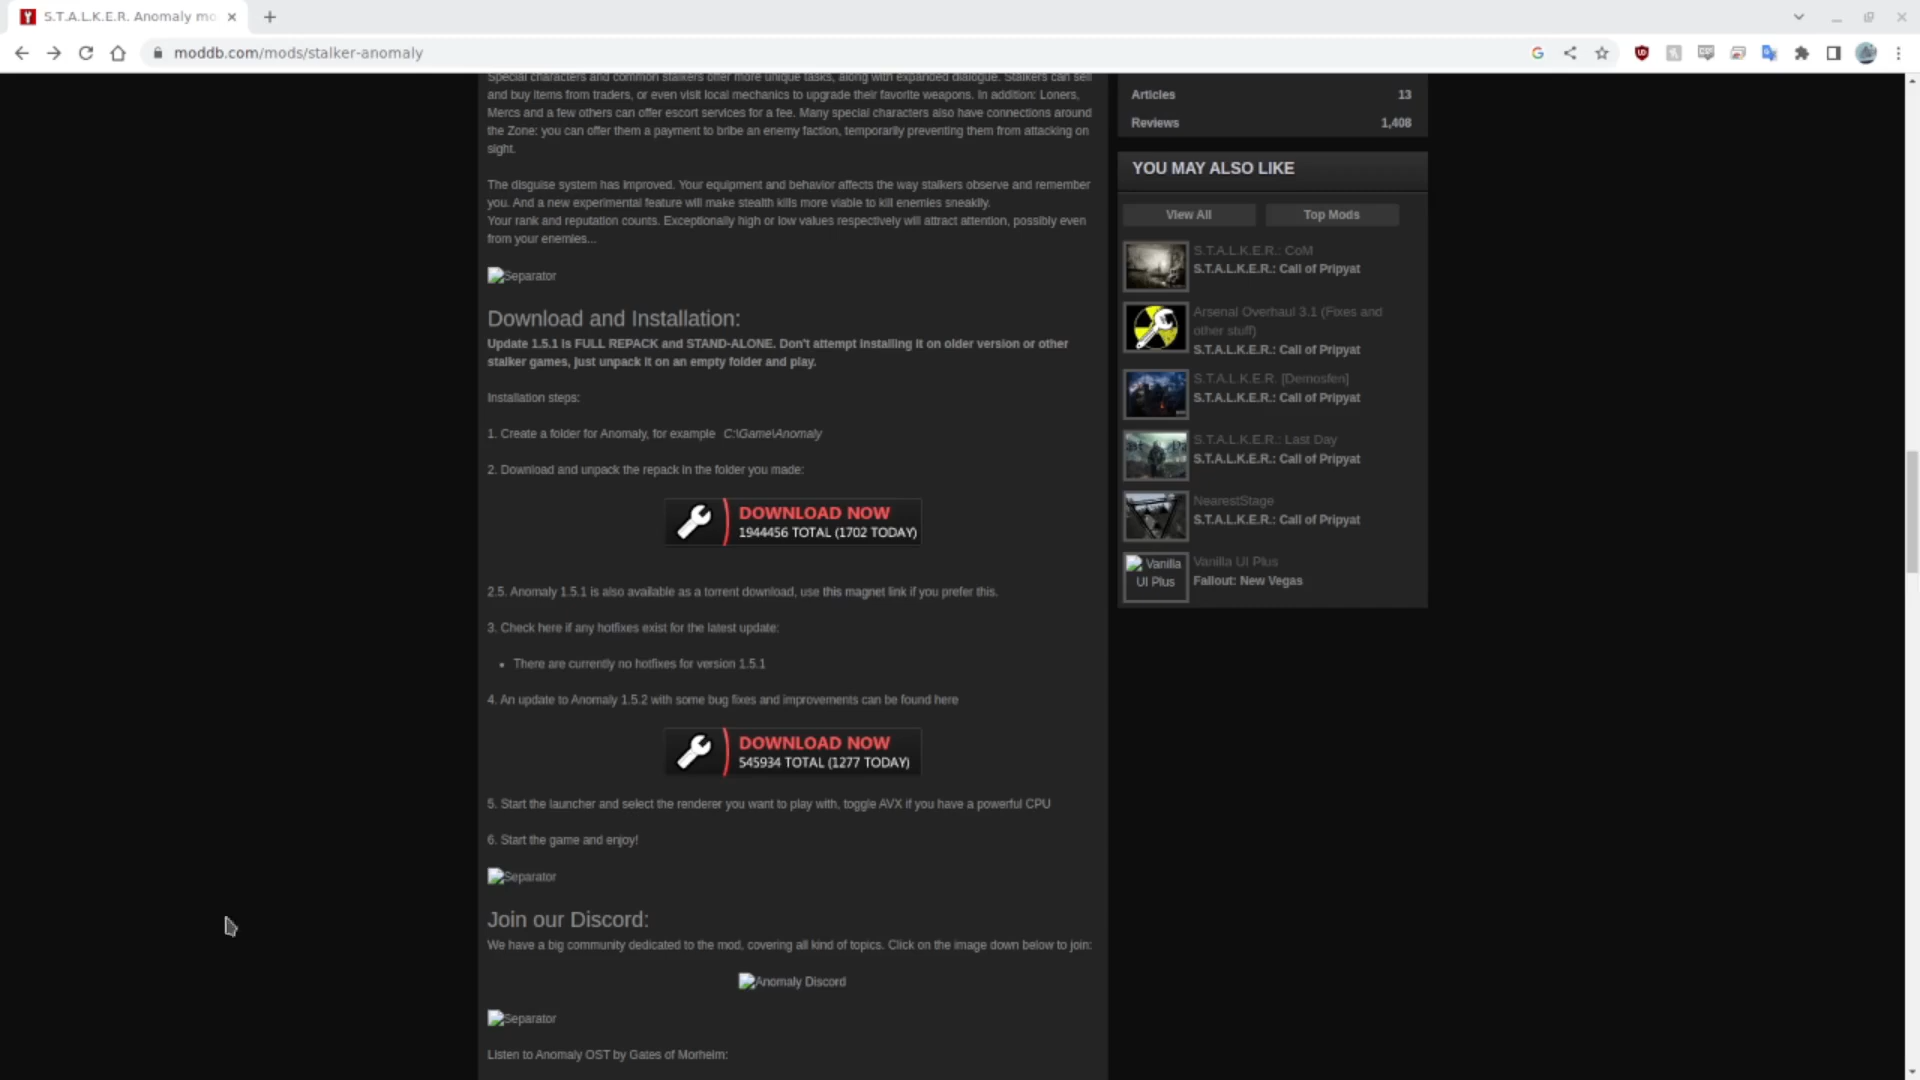 S.T.A.L.K.E.R. Anomaly mo
moddb.com/mods/stalker-anomaly
Special characters and common stalkers offer more unique tasks, along with expanded dialogue. Stalkers can sell
and buy items from traders, or even visit local mechanics to upgrade their favorite weapons. In addition: Loners,
Mercs and a few others can offer escort services for a fee. Many special characters also have connections around
the Zone: you can offer them a payment to bribe an enemy faction, temporarily preventing them from attacking on
sight.
The disguise system has improved. Your equipment and behavior affects the way stalkers observe and remember
you. And a new experimental feature will make stealth kills more viable to kill enemies sneakily.
Your rank and reputation counts. Exceptionally high or low values respectively will attract attention, possibly even
from your enemies...
Separator
Download and Installation:
Update 1.5.1 is FULL REPACK and STAND-ALONE. Don't attempt installing it on older version or other
stalker games, just unpack it on an empty folder and play.
Installation steps:
1. Create a folder for Anomaly, for example C:\Game\Anomaly
2. Download and unpack the repack in the folder you made:
DOWNLOAD NOW
1944456 TOTAL (1702 TODAY)
2.5. Anomaly 1.5.1 is also available as a torrent download, use this magnet link if you prefer this.
3. Check here if any hotfixes exist for the latest update:
• There are currently no hotfixes for version 1.5.1
4. An update to Anomaly 1.5.2 with some bug fixes and improvements can be found here
DOWNLOAD NOW
545934 TOTAL (1277 TODAY)
5. Start the launcher and select the renderer you want to play with, toggle AVX if you have a powerful CPU
6. Start the game and enjoy!
Separator
Join our Discord:
We have a big community dedicated to the mod, covering all kind of topics. Click on the image down below to join:
Anomaly Discord
Separator
Listen to Anomaly OST by Gates of Morheim:
Articles 13
Reviews 1,408
YOU MAY ALSO LIKE
View All Top Mods
S.T.A.L.K.E.R.: CoM
S.T.A.L.K.E.R.: Call of Pripyat
Arsenal Overhaul 3.1 (Fixes and
other stuff)
S.T.A.L.K.E.R.: Call of Pripyat
S.T.A.L.K.E.R. [Demosfen]
S.T.A.L.K.E.R.: Call of Pripyat
S.T.A.L.K.E.R.: Last Day
S.T.A.L.K.E.R.: Call of Pripyat
NearestStage
S.T.A.L.K.E.R.: Call of Pripyat
Vanilla
UI Plus
Vanilla UI Plus
Fallout: New Vegas